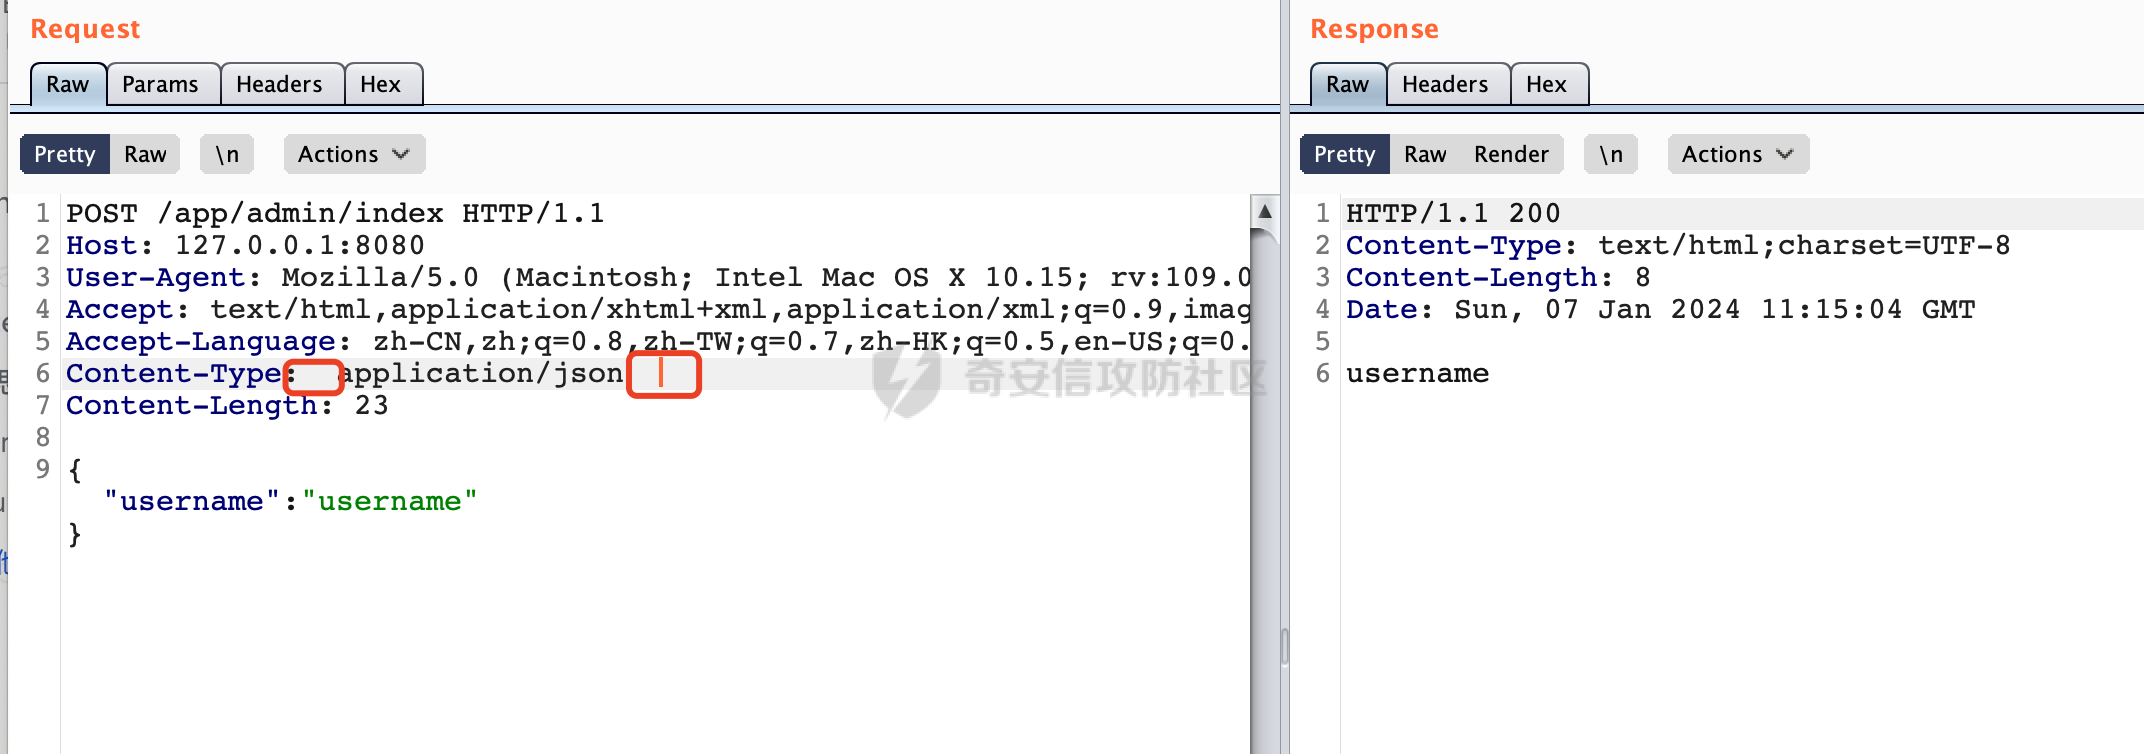 Request
Raw Params Headers Hex
Pretty Raw \n Actions
1 POST /app/admin/index HTTP/1.1
2 Host: 127.0.0.1:8080
3 User-Agent: Mozilla/5.0 (Macintosh; Intel Mac OS X 10.15; rv:109.0
4 Accept: text/html,application/xhtml+xml,application/xml;q=0.9,imag
5 Accept-Language: zh-CN,zh;q=0.8,zh-TW;q=0.7,zh-HK;q=0.5,en-US;q=0.
6 Content-Type:  application/json
7 Content-Length: 23
8
9 {
"username":"username"
}
Response
Raw Headers Hex
Pretty Raw Render \n Actions
1 HTTP/1.1 200
2 Content-Type: text/html;charset=UTF-8
3 Content-Length: 8
4 Date: Sun, 07 Jan 2024 11:15:04 GMT
5
6 username
奇安信攻防社区